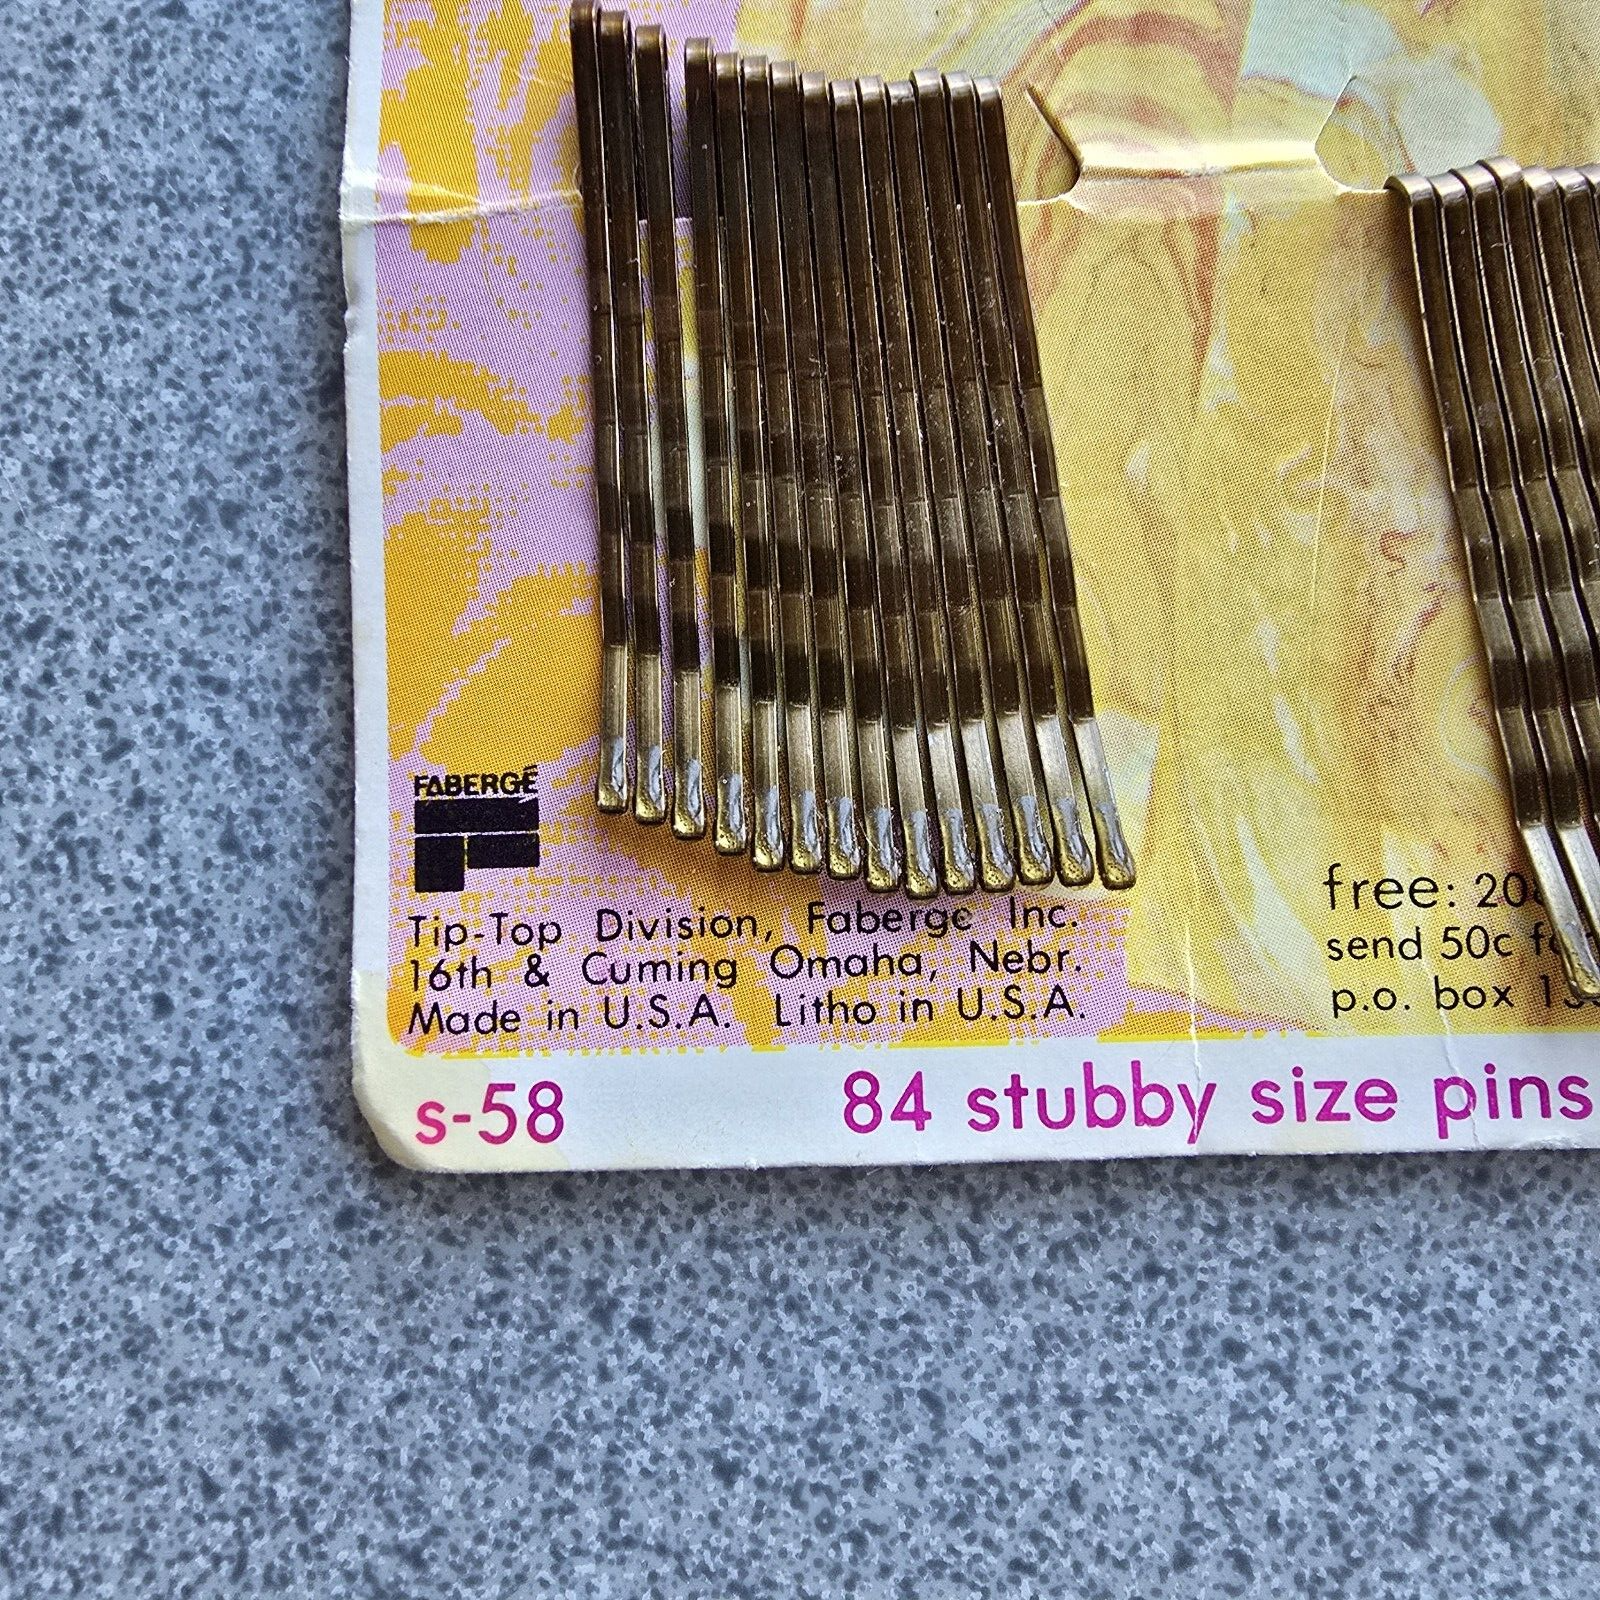 FABERGÉ
Tip-Top Division, Faberge Inc.
16th & Cuming Omaha, Nebr.
Made in U.S.A. Litho in U.S.A.
free: 20
send 50c
p.o. box
s-58
84 stubby size pins